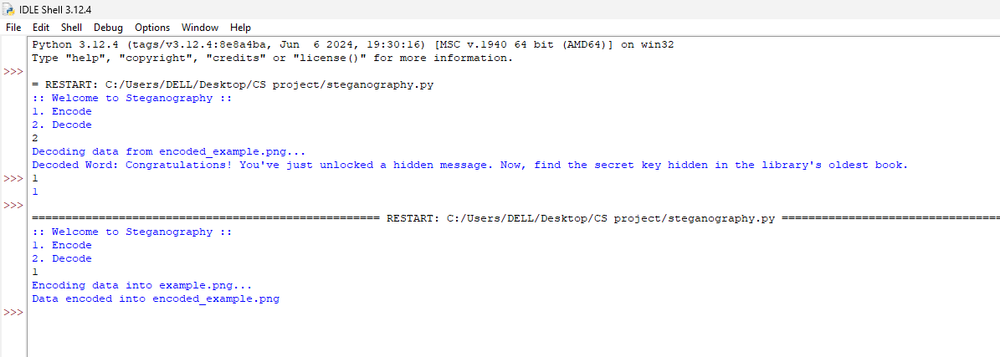 IDLE Shell 3.12.4
File Edit Shell Debug Options Window Help
Python 3.12.4 (tags/v3.12.4:8e8a4ba, Jun  6 2024, 19:30:16) [MSC v.1940 64 bit (AMD64)] on win32
Type "help", "copyright", "credits" or "license()" for more information.
>>>
= RESTART: C:/Users/DELL/Desktop/CS project/steganography.py
:: Welcome to Steganography ::
1. Encode
2. Decode
2
Decoding data from encoded_example.png...
Decoded Word: Congratulations! You've just unlocked a hidden message. Now, find the secret key hidden in the library's oldest book.
>>> 1
1
>>>
==================================================== RESTART: C:/Users/DELL/Desktop/CS project/steganography.py =================================
:: Welcome to Steganography ::
1. Encode
2. Decode
1
Encoding data into example.png...
Data encoded into encoded_example.png
>>>